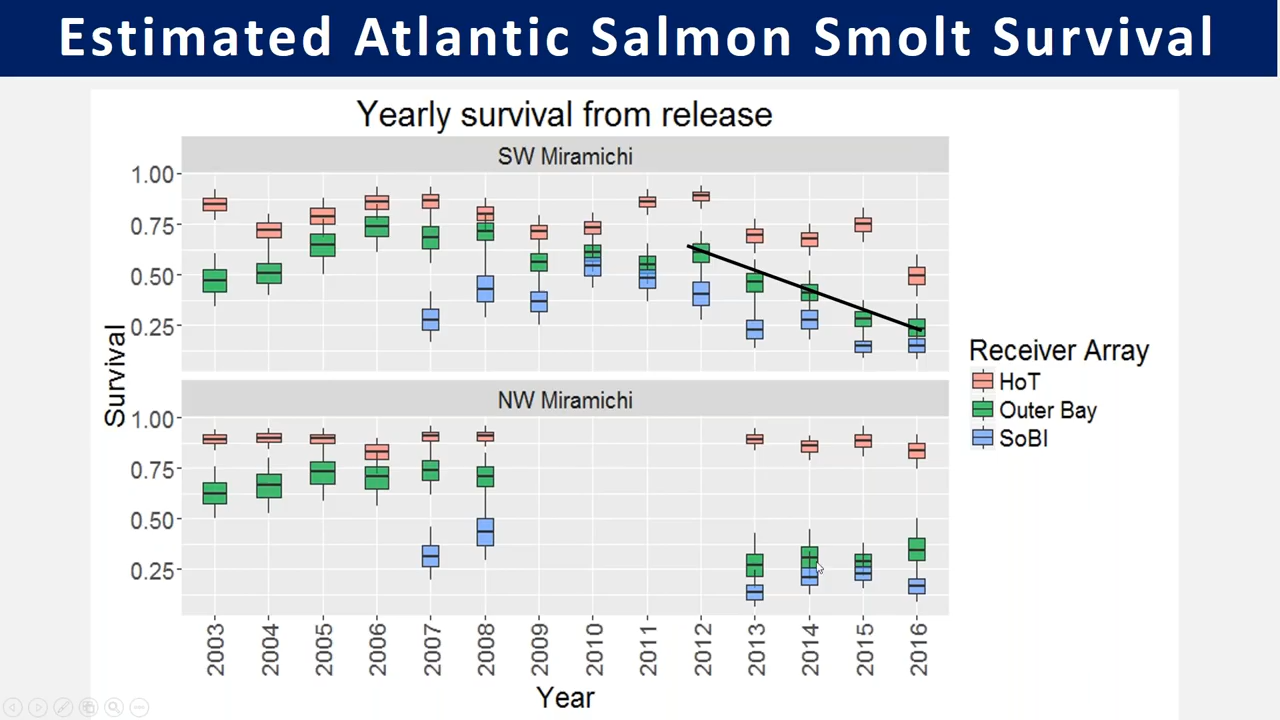 Estimated Atlantic Salmon Smolt Survival
Yearly survival from release
SW Miramichi
1.00
0.75
0.50
0.25
Survival
NW Miramichi
1.00
0.75
0.50
0.25
2003 2004 2005 2006 2007 2008 2009 2010 2011 2012 2013 2014 2015 2016
Year
Receiver Array
HoT
Outer Bay
SoBI